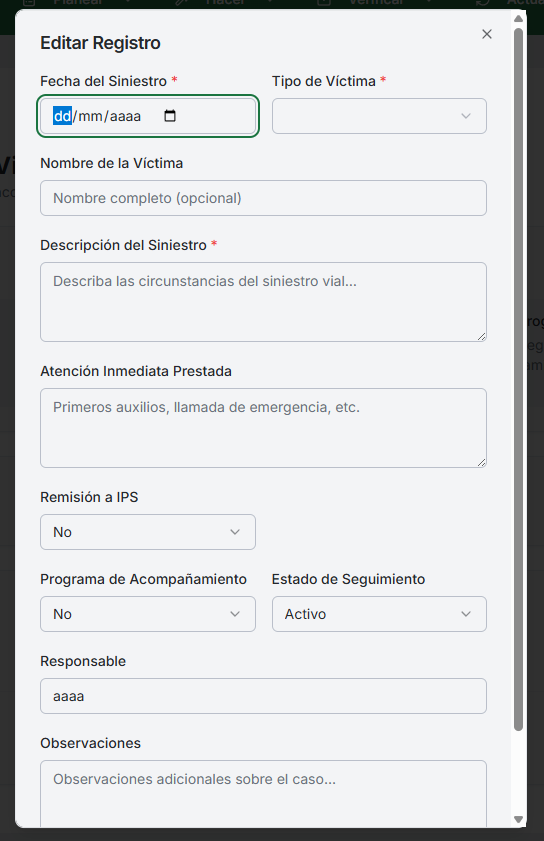 Planear
Hacer
Verificar
Editar Registro
Fecha del Siniestro *
Tipo de Víctima *
dd/mm/aaaa
Nombre de la Víctima
Nombre completo (opcional)
Descripción del Siniestro *
Describa las circunstancias del siniestro vial...
Atención Inmediata Prestada
Primeros auxilios, llamada de emergencia, etc.
Remisión a IPS
No
Programa de Acompañamiento
Estado de Seguimiento
No
Activo
Responsable
aaaa
Observaciones
Observaciones adicionales sobre el caso...